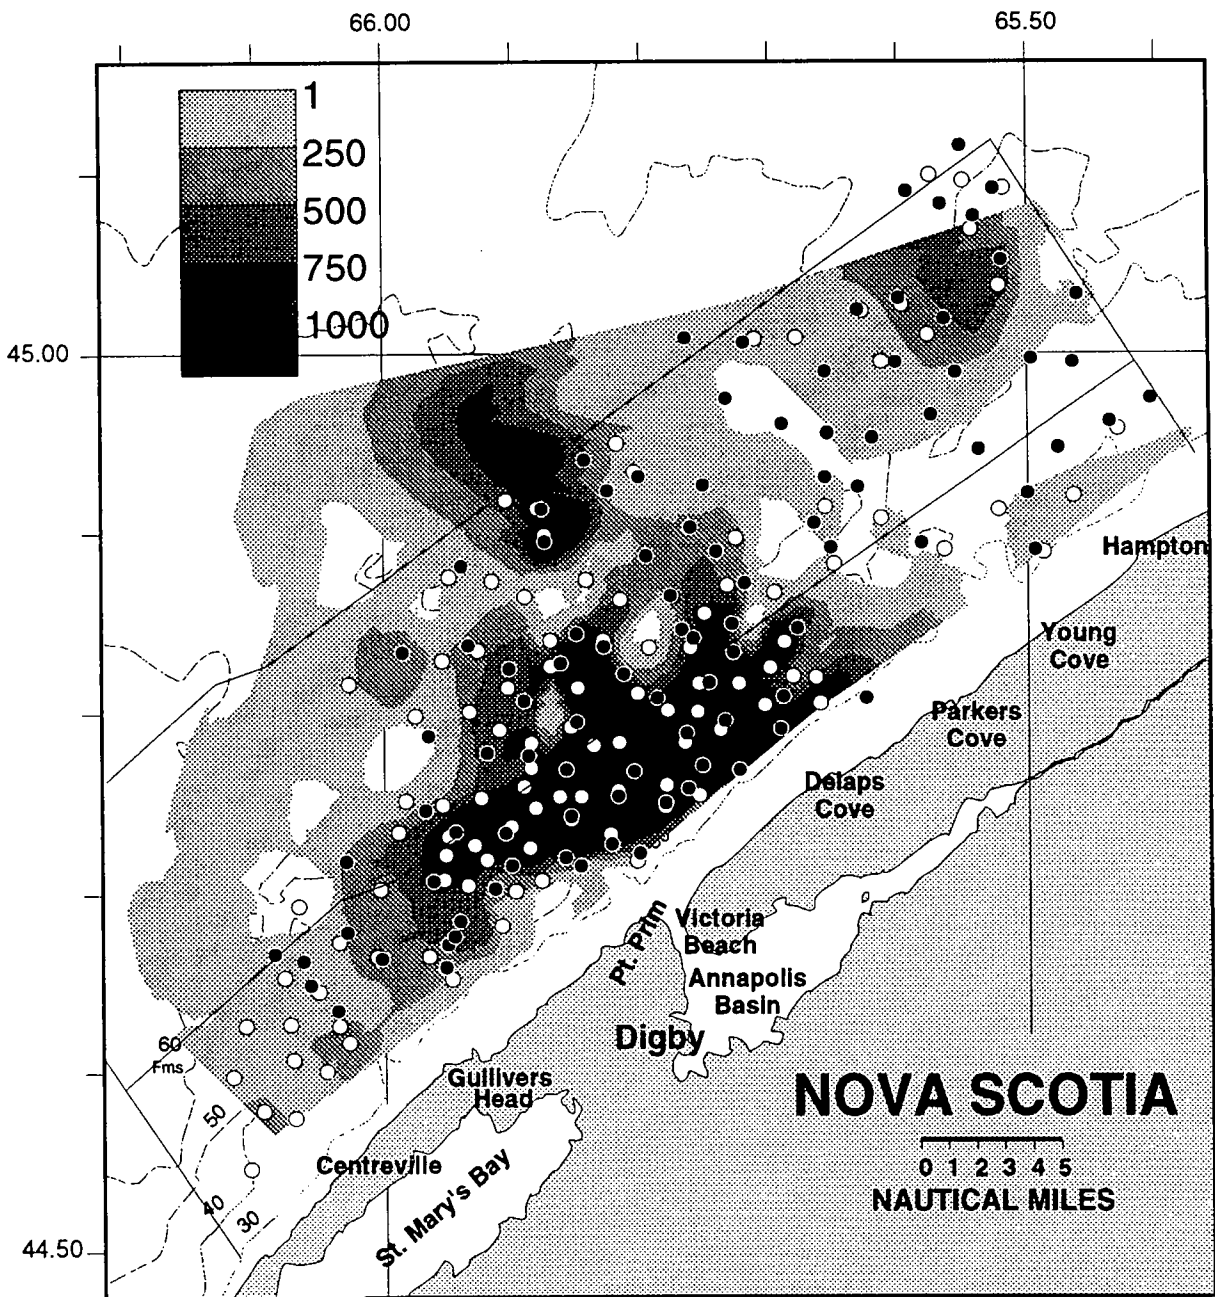 66.00
65.50
1
250
500
750
1000
45.00
Hampton
Young
Cove
Parkers
Cove
Delaps
Cove
Pt. Prim
Victoria
Beach
Annapolis
Basin
Digby
60
Fms
Gullivers
Head
NOVA SCOTIA
50
Centreville
0 1 2 3 4 5
NAUTICAL MILES
40
30
St. Mary's Bay
44.50